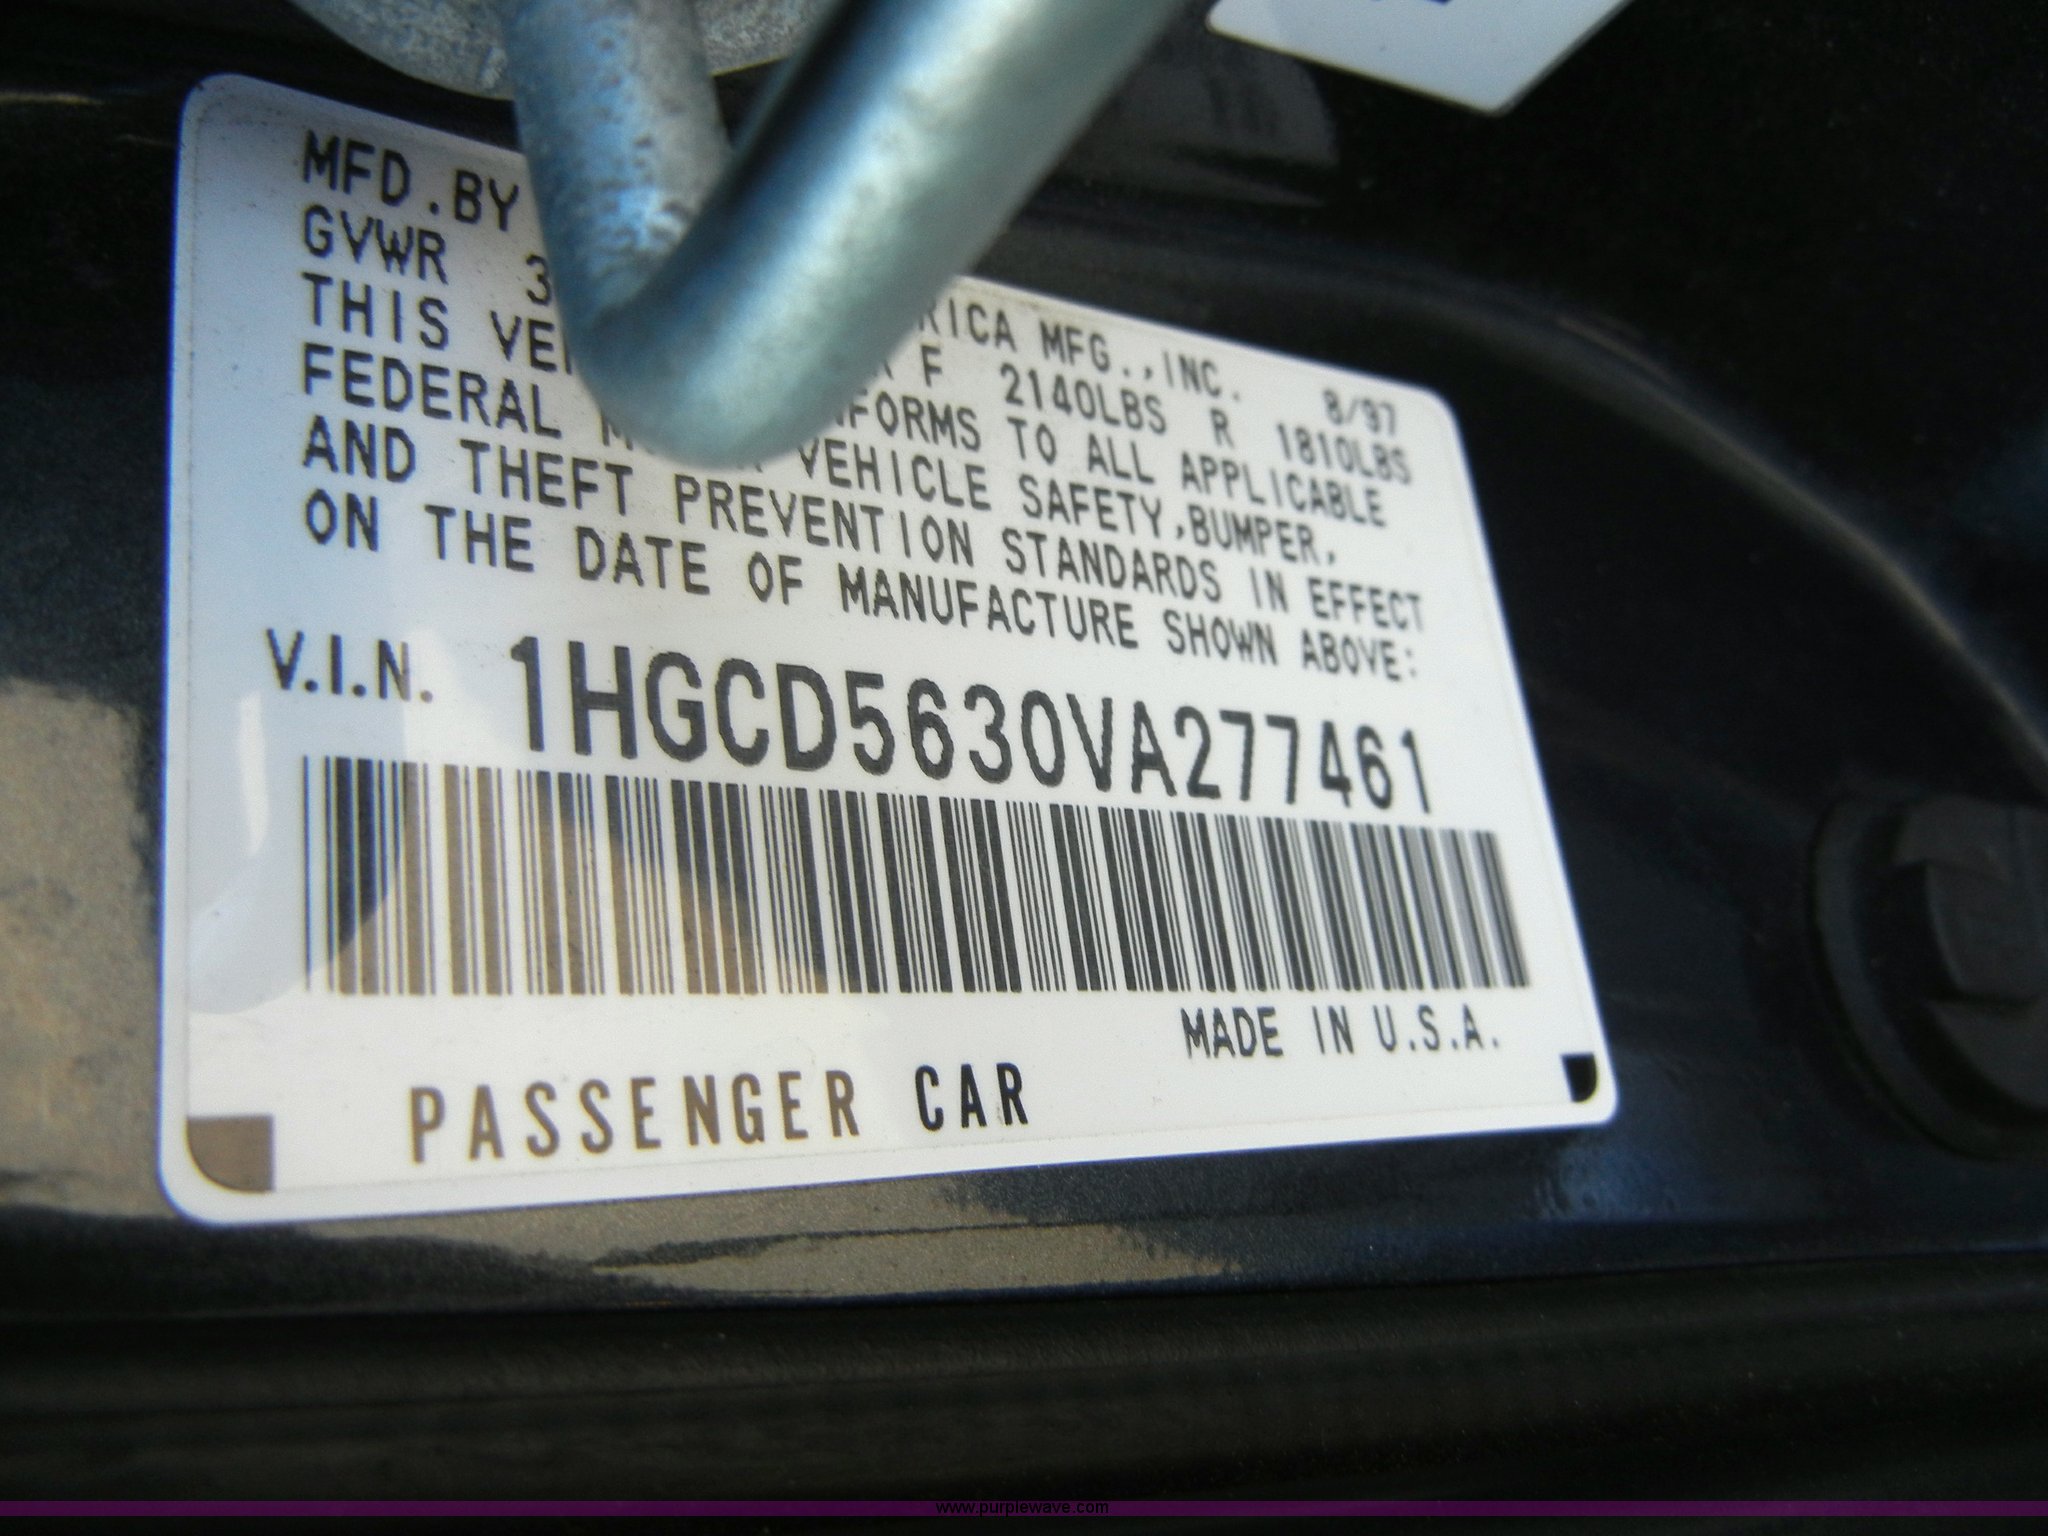 MFD.BY RICA MFG.,INC. 8/97
GVWR 3 F 2140LBS R 1810LBS
THIS TO ALL APPLICABLE
FEDERAL VEHICLE SAFETY,BUMPER,
AND THEFT PREVENTION STANDARDS IN EFFECT
ON THE DATE OF MANUFACTURE SHOWN ABOVE:
V.I.N. 1HGCD5630VA277461
MADE IN U.S.A.
PASSENGER CAR
www.purplewave.com